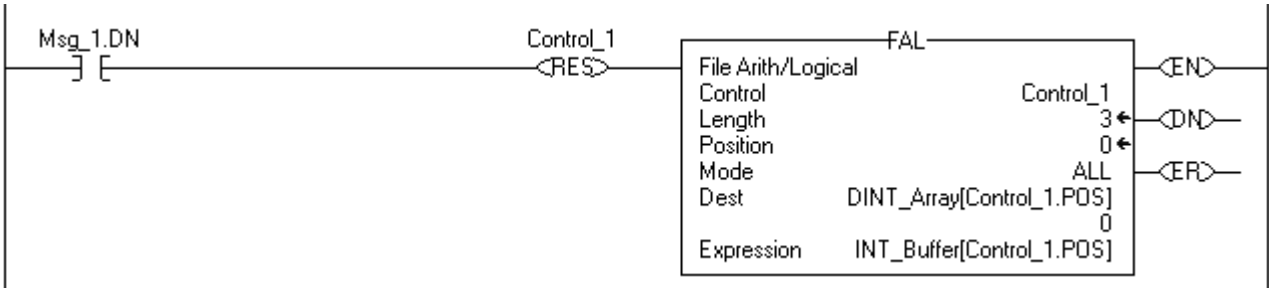 Msg_1.DN
Control_1
RES
FAL
File Arith/Logical
Control Control_1
Length 3
Position 0
Mode ALL
Dest DINT_Array[Control_1.POS]
0
Expression INT_Buffer[Control_1.POS]
EN
DN
ER